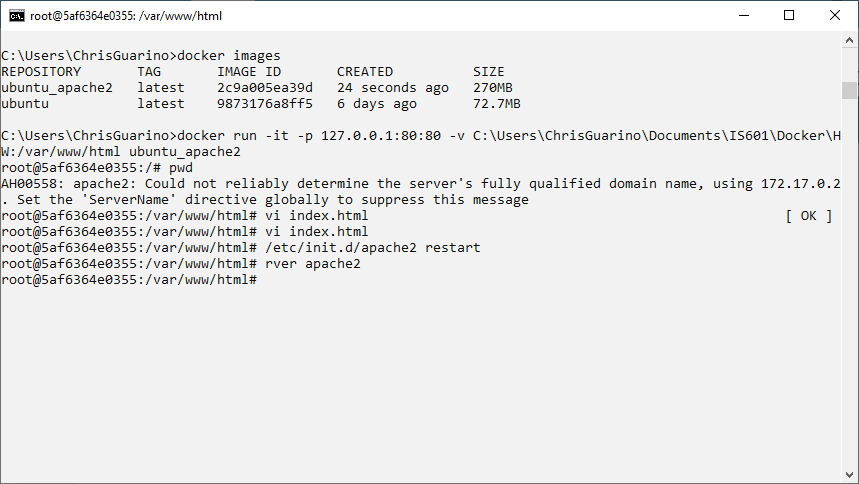 root@5af6364e0355: /var/www/html
C:\Users\ChrisGuarino>docker images
REPOSITORY TAG IMAGE ID CREATED SIZE
ubuntu_apache2 latest 2c9a005ea39d 24 seconds ago 270MB
ubuntu latest 9873176a8ff5 6 days ago 72.7MB
C:\Users\ChrisGuarino>docker run -it -p 127.0.0.1:80:80 -v C:\Users\ChrisGuarino\Documents\IS601\Docker\H
W:/var/www/html ubuntu_apache2
root@5af6364e0355:/# pwd
AH00558: apache2: Could not reliably determine the server's fully qualified domain name, using 172.17.0.2
. Set the 'ServerName' directive globally to suppress this message
root@5af6364e0355:/var/www/html# vi index.html [ OK ]
root@5af6364e0355:/var/www/html# vi index.html
root@5af6364e0355:/var/www/html# /etc/init.d/apache2 restart
root@5af6364e0355:/var/www/html# rver apache2
root@5af6364e0355:/var/www/html#